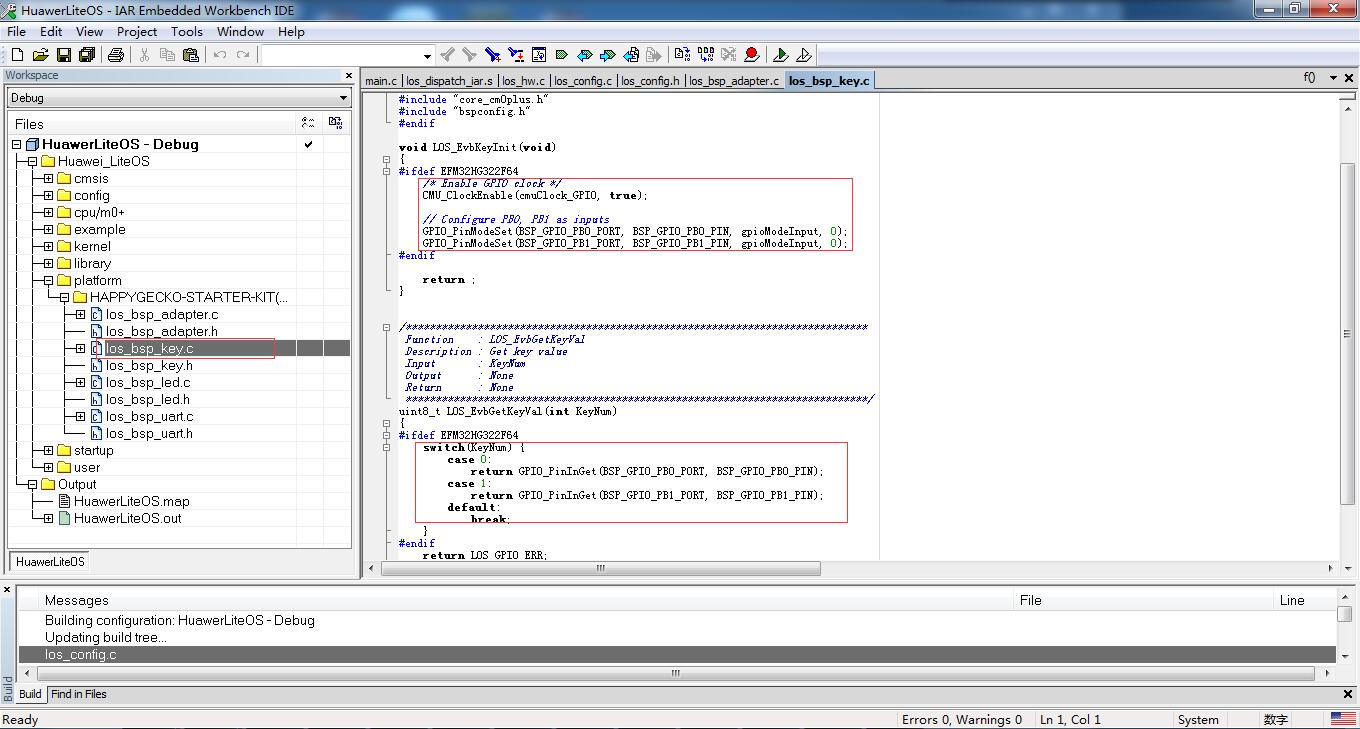 HuawerLiteOS - IAR Embedded Workbench IDE
File Edit View Project Tools Window Help
Workspace
Debug
Files
HuawerLiteOS - Debug
Huawei_LiteOS
cmsis
config
cpu/m0+
example
kernel
library
platform
HAPPYGECKO-STARTER-KIT(...
los_bsp_adapter.c
los_bsp_adapter.h
los_bsp_key.c
los_bsp_key.h
los_bsp_led.c
los_bsp_led.h
los_bsp_uart.c
los_bsp_uart.h
startup
user
Output
HuawerLiteOS.map
HuawerLiteOS.out
HuawerLiteOS
main.c los_dispatch_iar.s los_hw.c los_config.c los_config.h los_bsp_adapter.c los_bsp_key.c
f()
#include "core_cm0plus.h"
#include "bspconfig.h"
#endif
void LOS_EvbKeyInit(void)
{
#ifdef EFM32HG322F64
/* Enable GPIO clock */
CMU_ClockEnable(cmuClock_GPIO, true);
// Configure PB0, PB1 as inputs
GPIO_PinModeSet(BSP_GPIO_PB0_PORT, BSP_GPIO_PB0_PIN, gpioModeInput, 0);
GPIO_PinModeSet(BSP_GPIO_PB1_PORT, BSP_GPIO_PB1_PIN, gpioModeInput, 0);
#endif
return ;
}
/*****************************************************************************
Function : LOS_EvbGetKeyVal
Description : Get key value
Input : KeyNum
Output : None
Return : None
*****************************************************************************/
uint8_t LOS_EvbGetKeyVal(int KeyNum)
{
#ifdef EFM32HG322F64
switch(KeyNum) {
case 0:
return GPIO_PinInGet(BSP_GPIO_PB0_PORT, BSP_GPIO_PB0_PIN);
case 1:
return GPIO_PinInGet(BSP_GPIO_PB1_PORT, BSP_GPIO_PB1_PIN);
default:
break;
}
#endif
return LOS_GPIO_ERR;
Messages File Line
Building configuration: HuawerLiteOS - Debug
Updating build tree...
los_config.c
Build
Build Find in Files
Ready Errors 0, Warnings 0 Ln 1, Col 1 System 数字